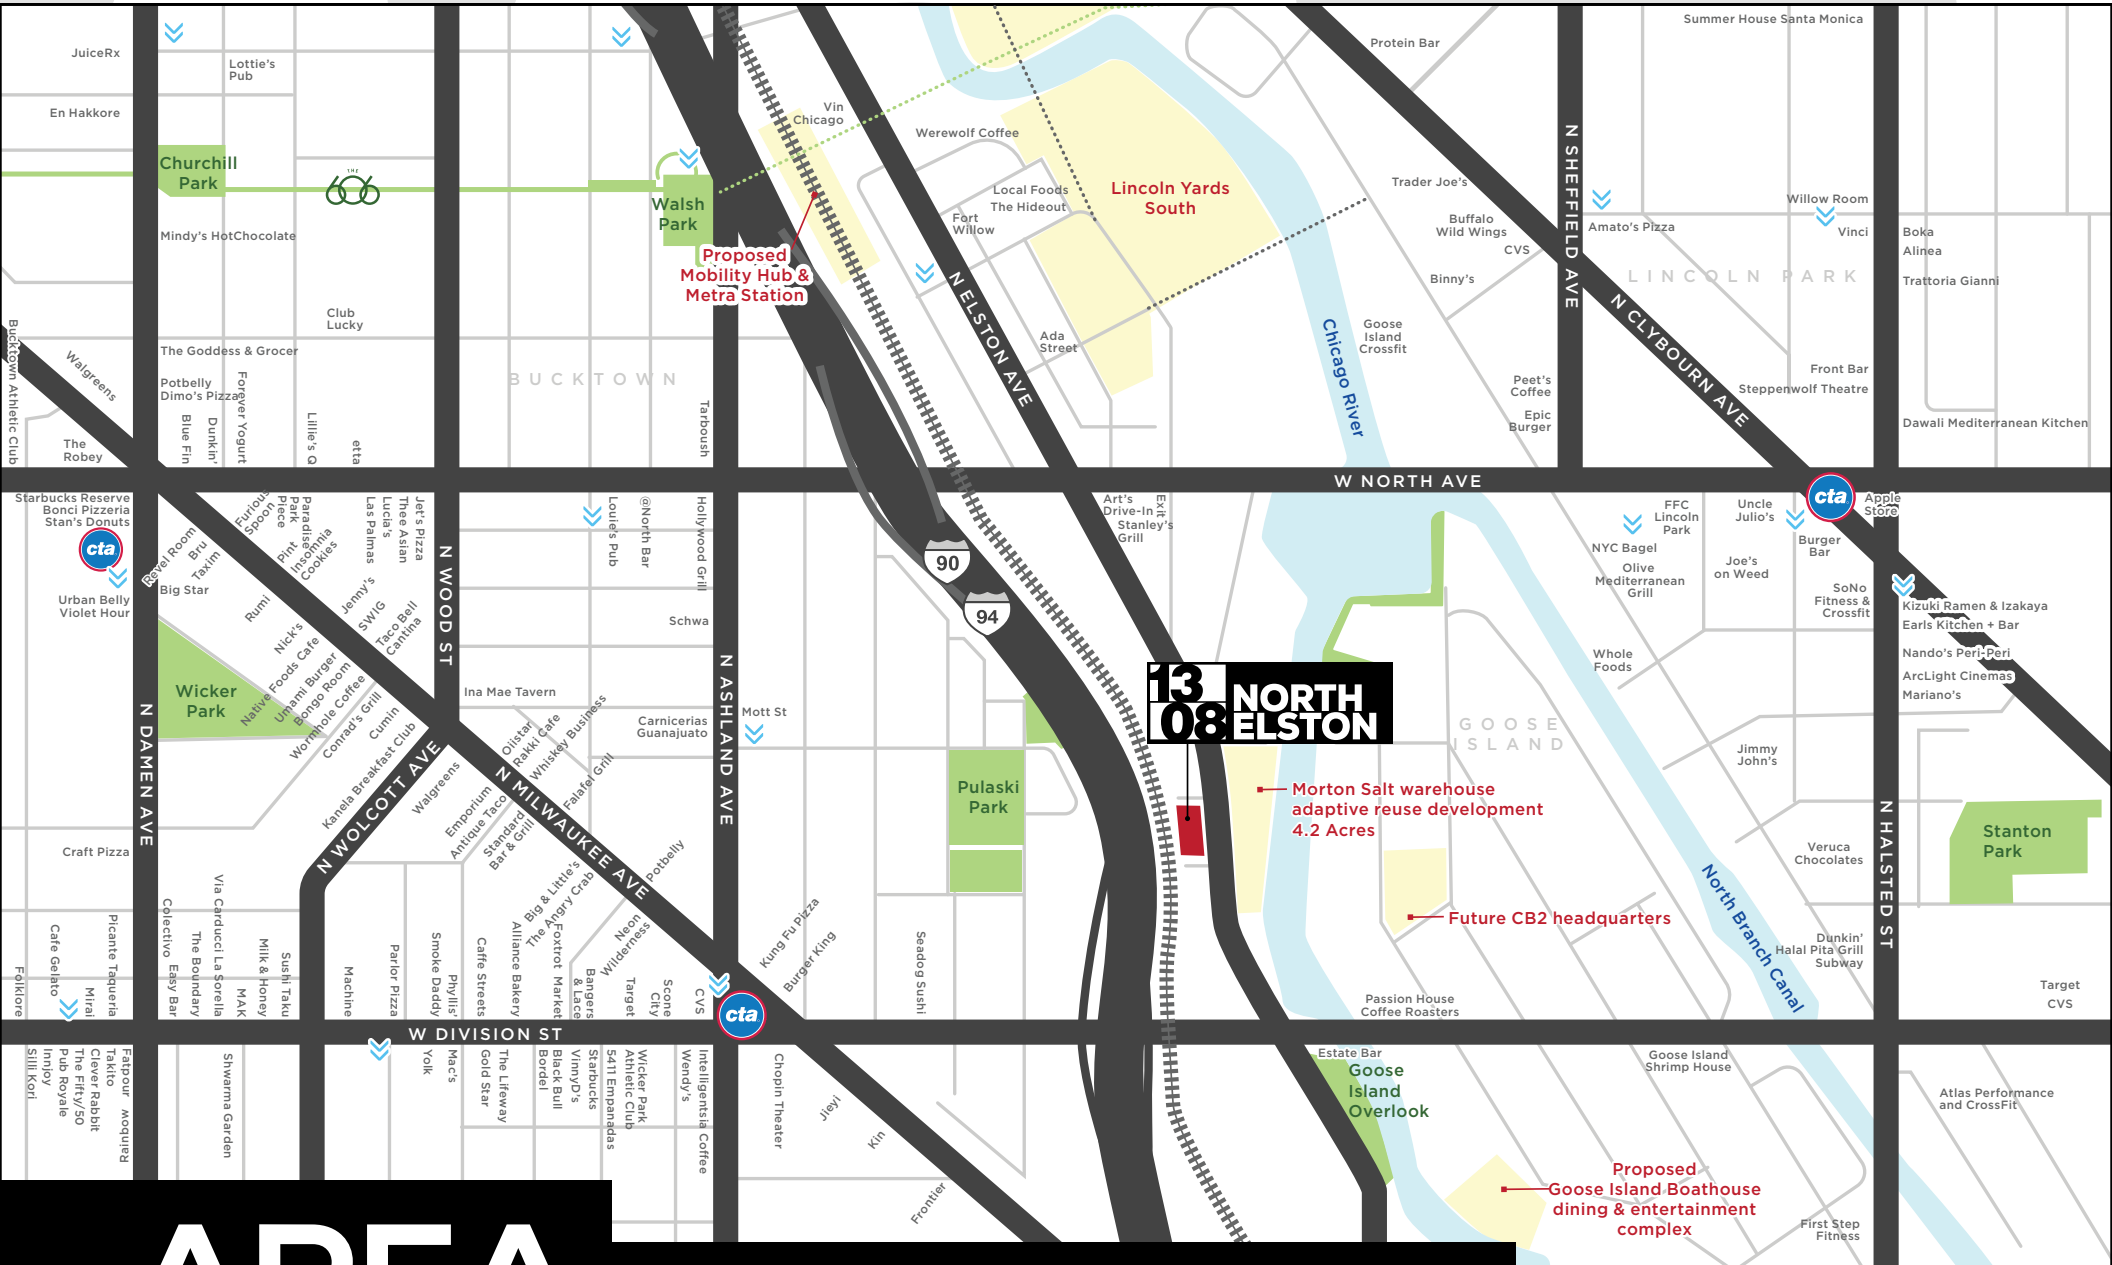 JuiceRx
Lottie's
Pub
En Hakkore
Churchill
Park
THE
606
Mindy's HotChocolate
Club
Lucky
Walsh
Park
Proposed
Mobility Hub &
Metra Station
Vin
Chicago
Werewolf Coffee
Local Foods
The Hideout
Fort
Willow
Ada
Street
Lincoln Yards
South
N ELSTON AVE
Chicago River
Protein Bar
Summer House Santa Monica
N SHEFFIELD AVE
Trader Joe's
Buffalo
Wild Wings
CVS
Binny's
Goose
Island
Crossfit
Peet's
Coffee
Epic
Burger
Amato's Pizza
Willow Room
Vinci
Boka
Alinea
Trattoria Gianni
LINCOLN PARK
N CLYBOURN AVE
Front Bar
Steppenwolf Theatre
Dawali Mediterranean Kitchen
Bucktown Athletic Club
Walgreens
The
Robey
The Goddess & Grocer
Potbelly
Dimo's Pizza
Blue Fin
Dunkin'
Forever Yogurt
Lillie's Q
etta
BUCKTOWN
Tarboush
W NORTH AVE
Starbucks Reserve
Bonci Pizzeria
Stan's Donuts
cta
Urban Belly
Violet Hour
Revel Room
Bru
Taxim
Big Star
Furious
Spoon
Piece
Park
Paradise
Pint
Insomnia
Cookies
Las Palmas
Lucia's
Thee Asian
Jet's Pizza
N WOOD ST
Rumi
Nick's
Jenny's
SWIG
Taco Bell
Cantina
Native Foods Cafe
Umami Burger
Bongo Room
Wormhole Coffee
Conrad's Grill
Cumin
Kanela Breakfast Club
Wicker
Park
N DAMEN AVE
Louie's Pub
@North Bar
Hollywood Grill
Schwa
N ASHLAND AVE
Ina Mae Tavern
Carnicerias
Guanajuato
Mott St
Olistar
Rakki Cafe
Whiskey Business
Falafel Grill
N WOLCOTT AVE
Walgreens
Emporium
Antique Taco
Standard
Bar & Grill
N MILWAUKEE AVE
Potbelly
Big & Little's
The Angry Crab
Neon
Wilderness
90
94
Art's
Drive-In
Exit
Stanley's
Grill
13
08
NORTH
ELSTON
Pulaski
Park
Morton Salt warehouse
adaptive reuse development
4.2 Acres
Future CB2 headquarters
GOOSE
ISLAND
FFC
Lincoln
Park
NYC Bagel
Olive
Mediterranean
Grill
Uncle
Julio's
cta
Apple
Store
Burger
Bar
Joe's
on Weed
SoNo
Fitness &
Crossfit
Whole
Foods
Kizuki Ramen & Izakaya
Earls Kitchen + Bar
Nando's Peri-Peri
ArcLight Cinemas
Mariano's
Jimmy
John's
N HALSTED ST
Stanton
Park
Veruca
Chocolates
North Branch Canal
Dunkin'
Halal Pita Grill
Subway
Target
CVS
Craft Pizza
Folklore
Cafe Gelato
Mirai
Picante Taqueria
Colectivo
Easy Bar
The Boundary
Via Carducci La Sorella
MAK
Milk & Honey
Sushi Taku
Machine
Parlor Pizza
Smoke Daddy
Phyllis'
Caffe Streets
Alliance Bakery
Foxtrot Market
Bangers
& Lace
Target
Scone
City
CVS
cta
Kung Fu Pizza
Burger King
Seadog Sushi
Passion House
Coffee Roasters
W DIVISION ST
Silli Kori
Innjoy
Pub Royale
The Fifty/50
Clever Rabbit
Takito
Fatpour
Rainbow
Shwarma Garden
Yolk
Mac's
Gold Star
The Lifeway
Bordel
Black Bull
VinnyD's
Starbucks
5411 Empanadas
Athletic Club
Wicker Park
Wendy's
Intelligentsia Coffee
Chopin Theater
Jieyi
Kin
Frontier
Estate Bar
Goose
Island
Overlook
Goose Island
Shrimp House
Atlas Performance
and CrossFit
Proposed
Goose Island Boathouse
dining & entertainment
complex
First Step
Fitness
AREA